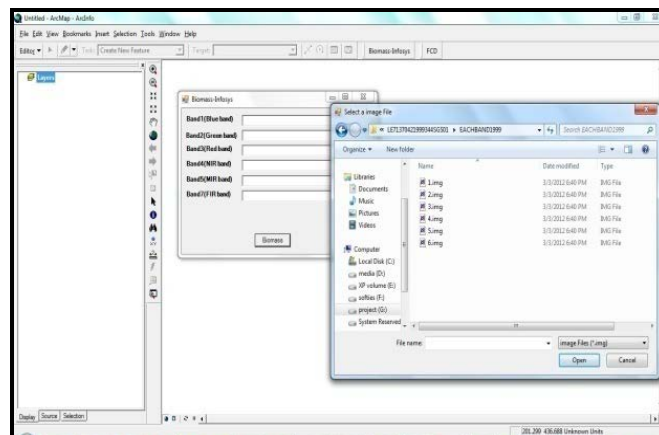 Untitled - ArcMap - ArcInfo
File Edit View Bookmarks Insert Selection Tools Window Help
Editor Task: Create New Feature Target: Biomass-Infosys FCD
Layers
Biomass-Infosys
Band1(Blue band)
Band2(Green band)
Band3(Red band)
Band4(NIR band)
Band5(MIR band)
Band7(FIR band)
Biomass
Select a image File
EACHBAND1999 Search EACHBAND1999
Organize New folder
Libraries
Documents
Music
Pictures
Videos
Computer
Local Disk (C:)
media (D:)
XP volume (E:)
softies (F:)
project (G:)
System Reserved
Name Date modified Type
1.img 3/3/2012 6:40 PM IMG File
2.img 3/3/2012 6:40 PM IMG File
3.img 3/3/2012 6:40 PM IMG File
4.img 3/3/2012 6:40 PM IMG File
5.img 3/3/2012 6:40 PM IMG File
6.img 3/3/2012 6:40 PM IMG File
File name: image Files (*.img)
Open Cancel
Display Source Selection
201.299 436.688 Unknown Units